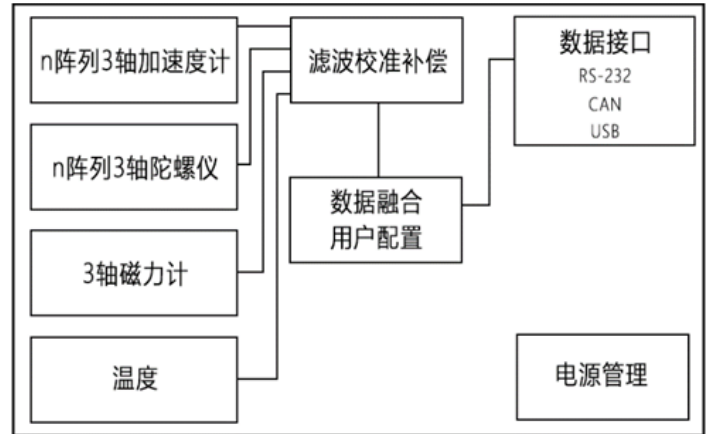 n阵列3轴加速度计
滤波校准补偿
数据接口
RS-232
CAN
USB
n阵列3轴陀螺仪
数据融合
用户配置
3轴磁力计
温度
电源管理